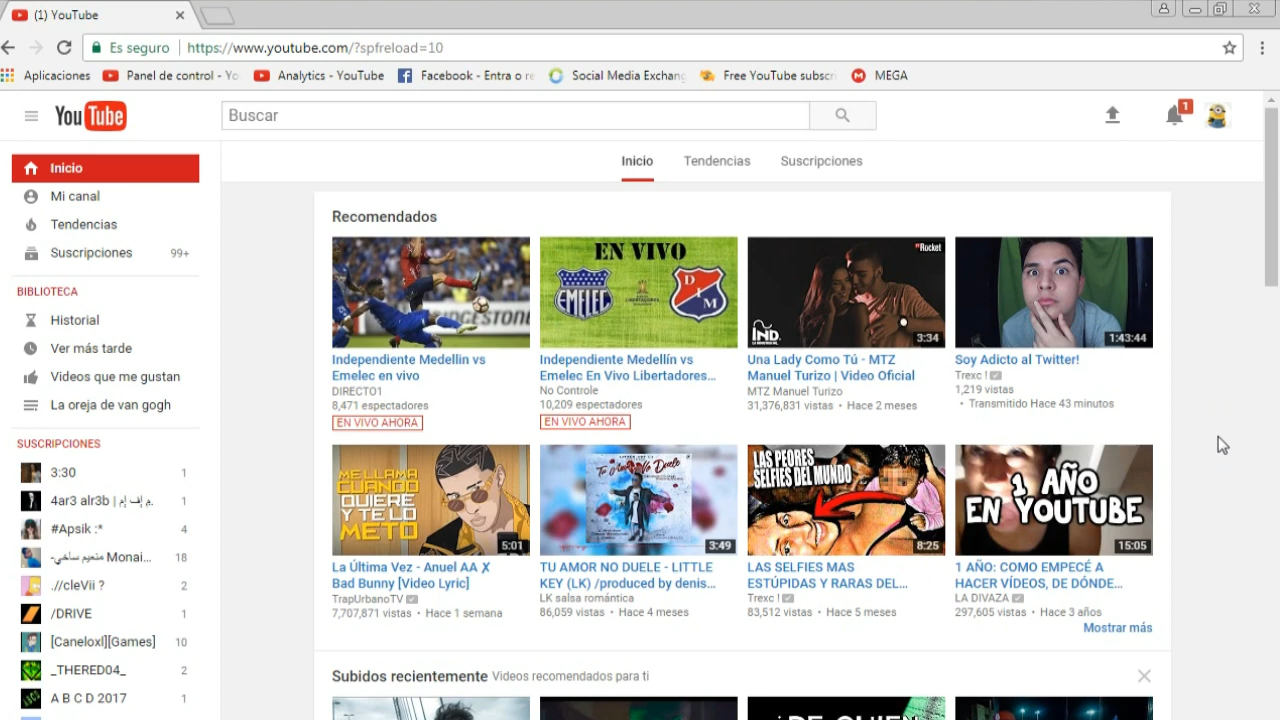 (1) YouTube
Es seguro
https://www.youtube.com/?spfreload=10
Aplicaciones
Panel de control - Yo
Analytics - YouTube
Facebook - Entra o re
Social Media Exchang
Free YouTube subscri
MEGA
YouTube
Buscar
1
Inicio
Tendencias
Suscripciones
Inicio
Mi canal
Tendencias
Suscripciones 99+
BIBLIOTECA
Historial
Ver más tarde
Videos que me gustan
La oreja de van gogh
SUSCRIPCIONES
3:30 1
4ar3 alr3b | 1
#Apsik :* 4
Monai... 18
.//cleVii ? 2
/DRIVE 1
[Caneloxl][Games] 10
_THERED04_ 2
A B C D 2017 1
Recomendados
Independiente Medellin vs
Emelec en vivo
DIRECTO1
8,471 espectadores
EN VIVO AHORA
EN VIVO
EMELEC
DIM
Independiente Medellín vs
Emelec En Vivo Libertadores...
No Controle
10,209 espectadores
EN VIVO AHORA
Rocket
IND.
3:34
Una Lady Como Tú - MTZ
Manuel Turizo | Video Oficial
MTZ Manuel Turizo
31,376,831 vistas • Hace 2 meses
1:43:44
Soy Adicto al Twitter!
Trexc !
1,219 vistas
• Transmitido Hace 43 minutos
ME LLAMA
CUANDO
QUIERE
Y TE LO
METO
5:01
La Última Vez - Anuel AA ✗
Bad Bunny [Video Lyric]
TrapUrbanoTV
7,707,871 vistas • Hace 1 semana
Tu Amor No Duele
3:49
TU AMOR NO DUELE - LITTLE
KEY (LK) /produced by denis...
LK salsa romántica
86,059 vistas • Hace 4 meses
LAS PEORES
SELFIES DEL MUNDO
8:25
LAS SELFIES MAS
ESTÚPIDAS Y RARAS DEL...
Trexc !
83,512 vistas • Hace 5 meses
1 AÑO
EN YOUTUBE
15:05
1 AÑO: COMO EMPECÉ A
HACER VÍDEOS, DE DÓNDE...
LA DIVAZA
297,605 vistas • Hace 3 años
Mostrar más
Subidos recientemente Videos recomendados para ti